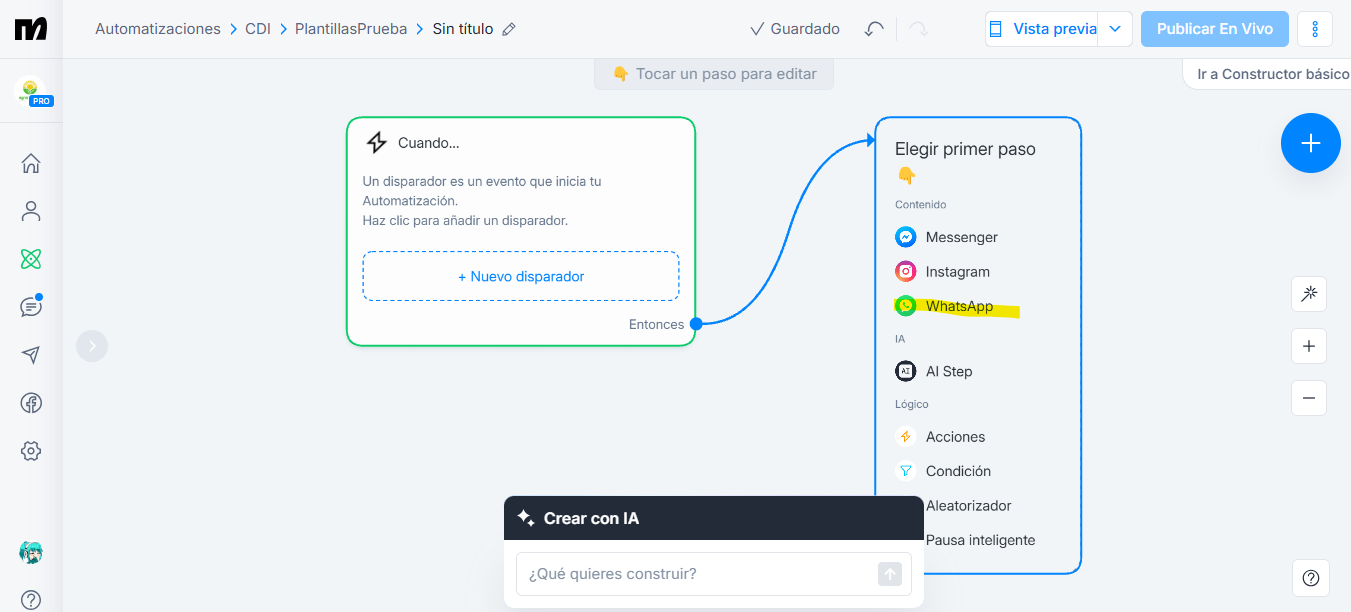 Automatizaciones > CDI > PlantillasPrueba > Sin título
Guardado
Vista previa
Publicar En Vivo
👇 Tocar un paso para editar
Ir a Constructor básico
PRO
Cuando...
Un disparador es un evento que inicia tu
Automatización.
Haz clic para añadir un disparador.
+ Nuevo disparador
Entonces
Elegir primer paso
👇
Contenido
Messenger
Instagram
WhatsApp
IA
AI
AI Step
Lógico
Acciones
Condición
Aleatorizador
Pausa inteligente
Crear con IA
¿Qué quieres construir?